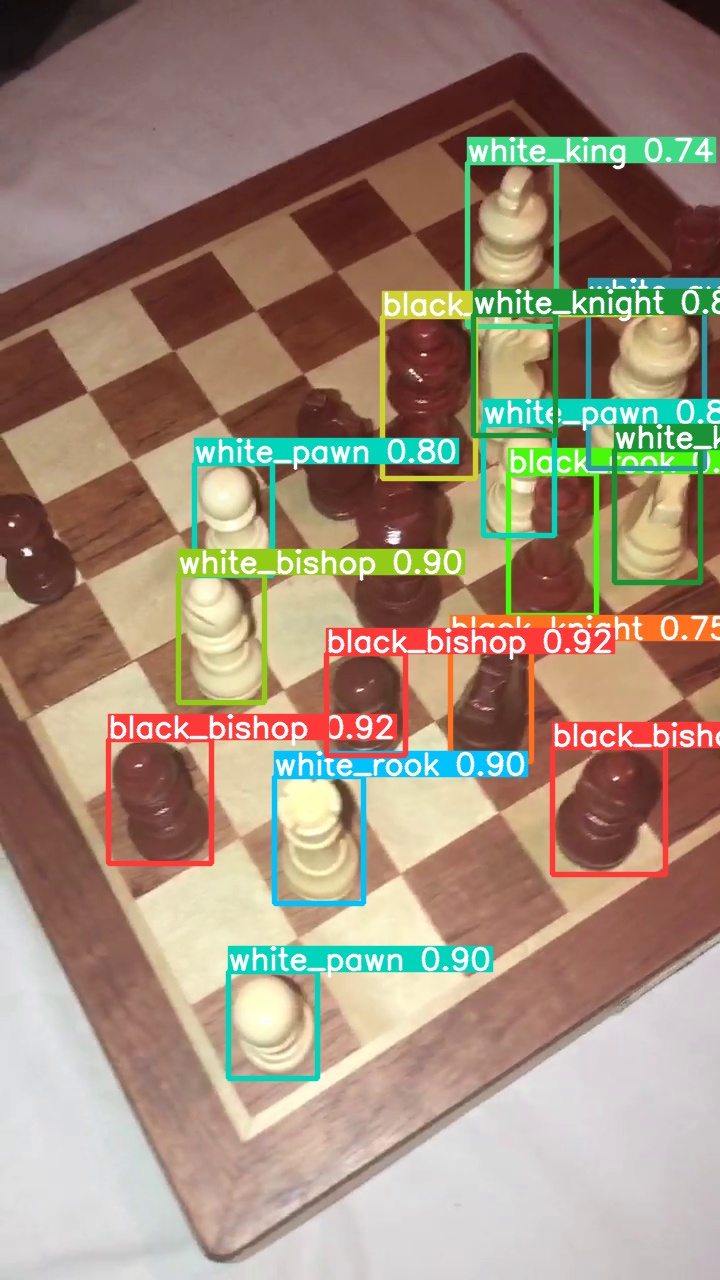 white_king 0.74
black_
white_knight 0.8
white_pawn 0.8
white_k
white_pawn 0.80
black_rook 0.
white_bishop 0.90
black_knight 0.75
black_bishop 0.92
black_bishop 0.92
black_bish
white_rook 0.90
white_pawn 0.90